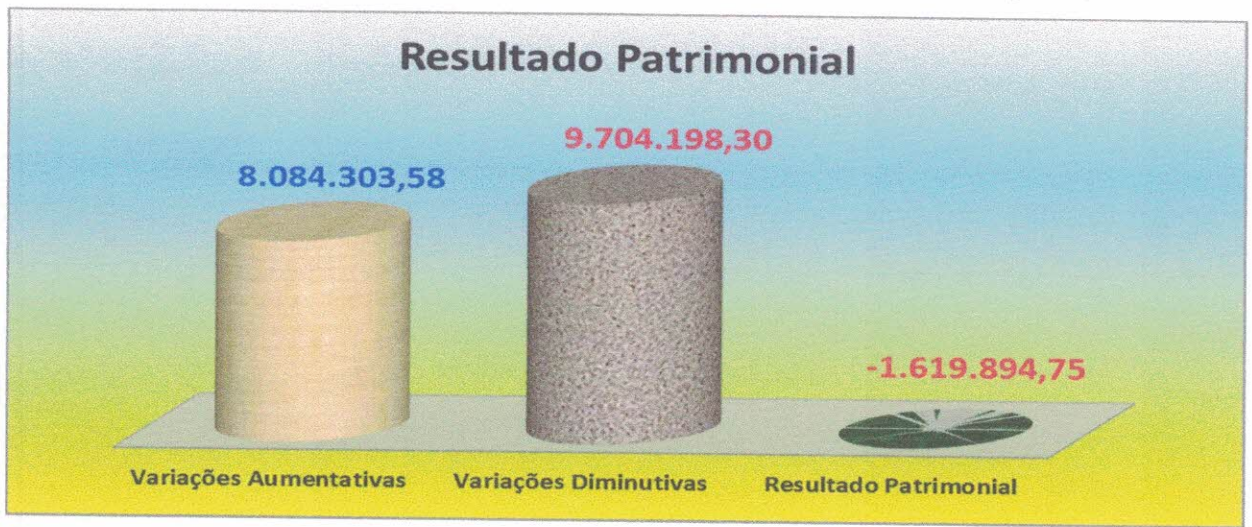 Resultado Patrimonial
9.704.198,30
8.084.303,58
-1.619.894,75
Variações Aumentativas
Variações Diminutivas
Resultado Patrimonial